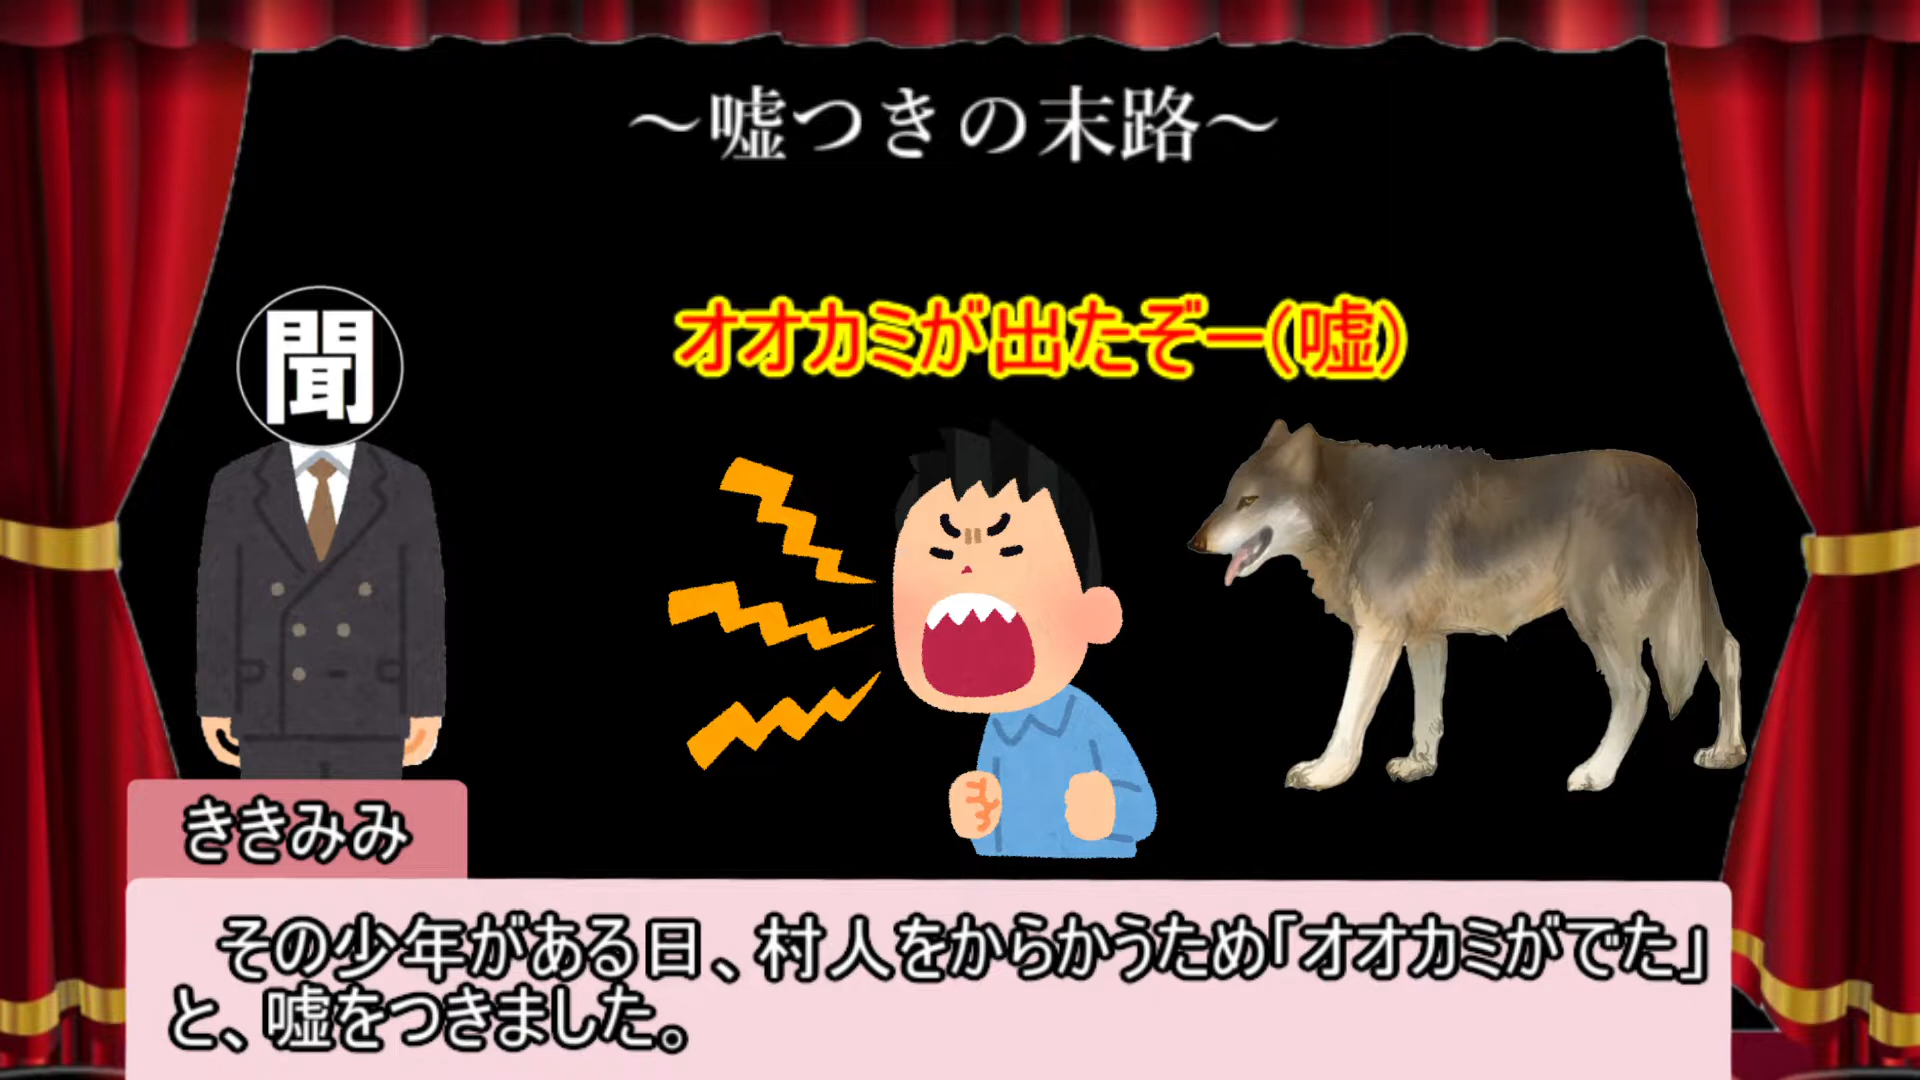 ～嘘つきの末路～
オオカミが出たぞー(嘘)
聞
ききみみ
その少年がある日、村人をからかうため「オオカミがでた」
と、嘘をつきました。